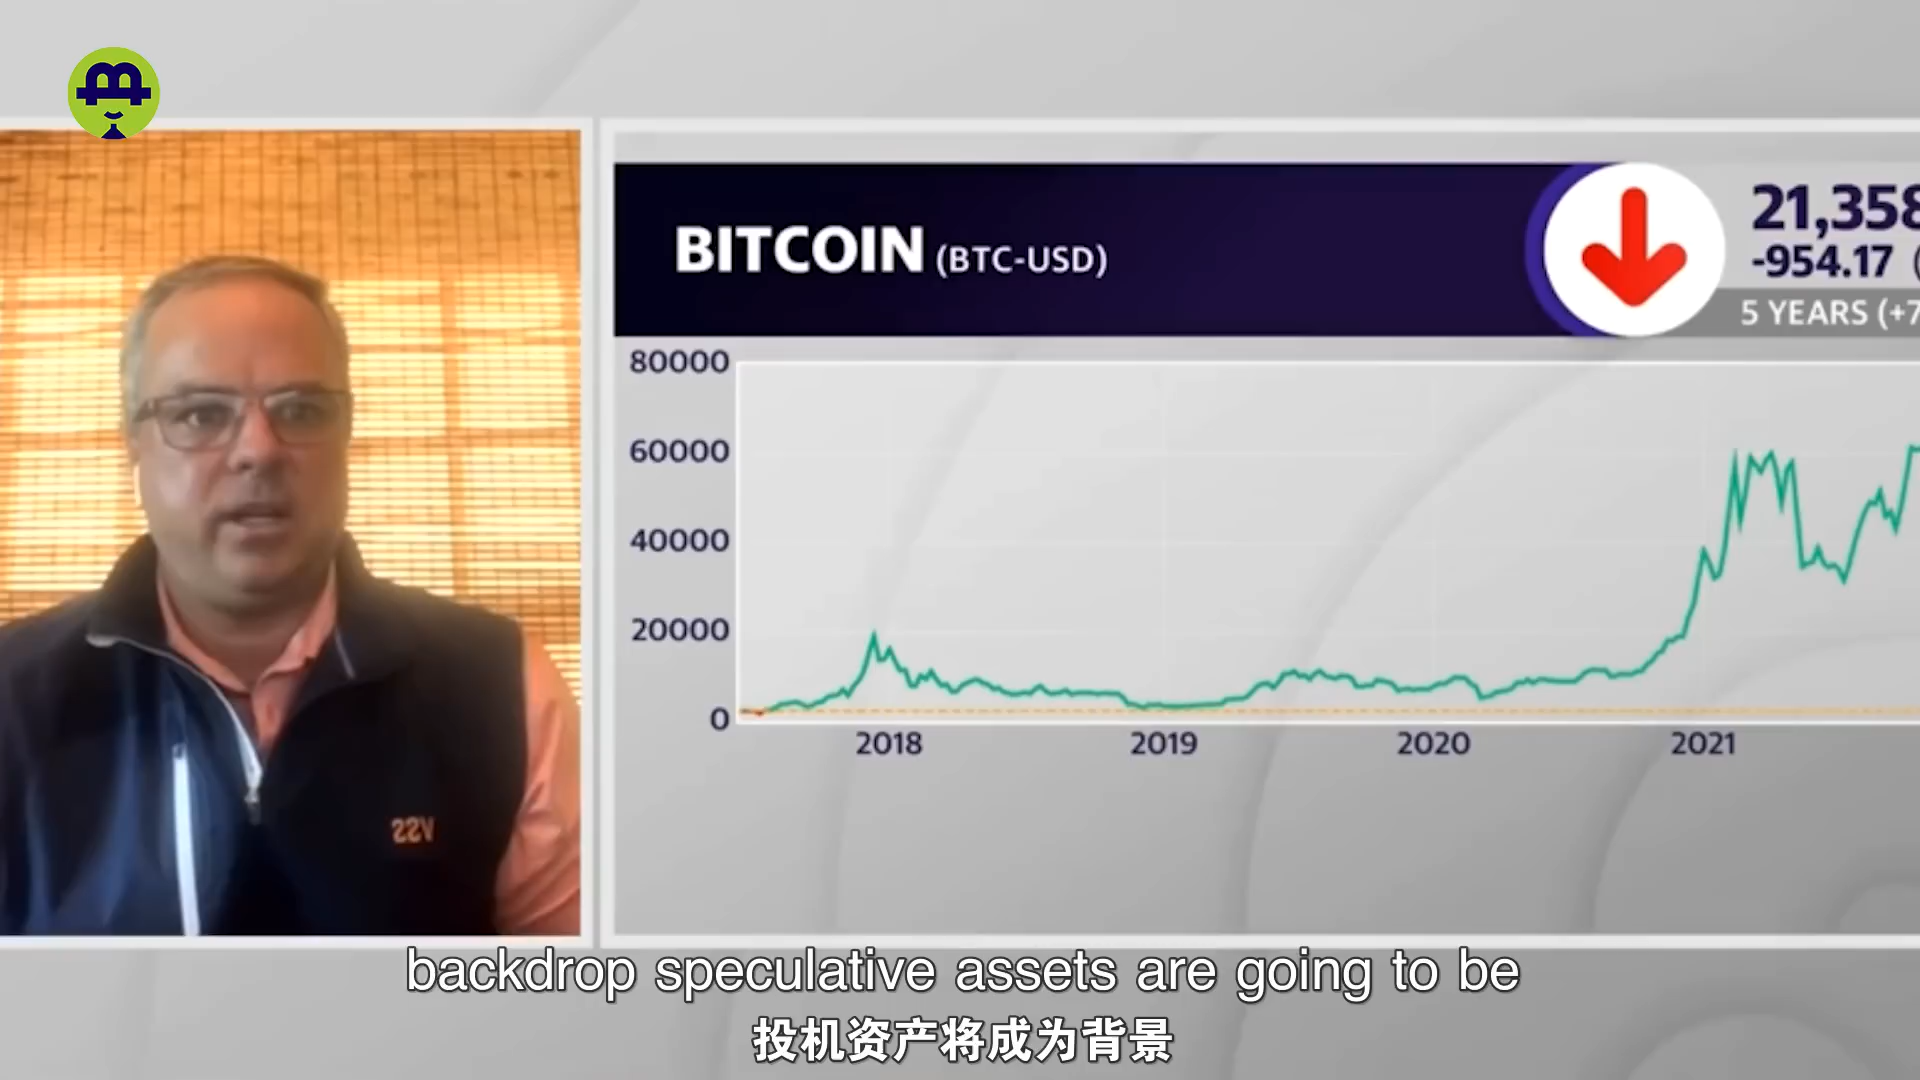 BITCOIN (BTC-USD)
21,358
-954.17 (
5 YEARS (+7
80000
60000
40000
20000
0
2018 2019 2020 2021
22V
backdrop speculative assets are going to be
投机资产将成为背景